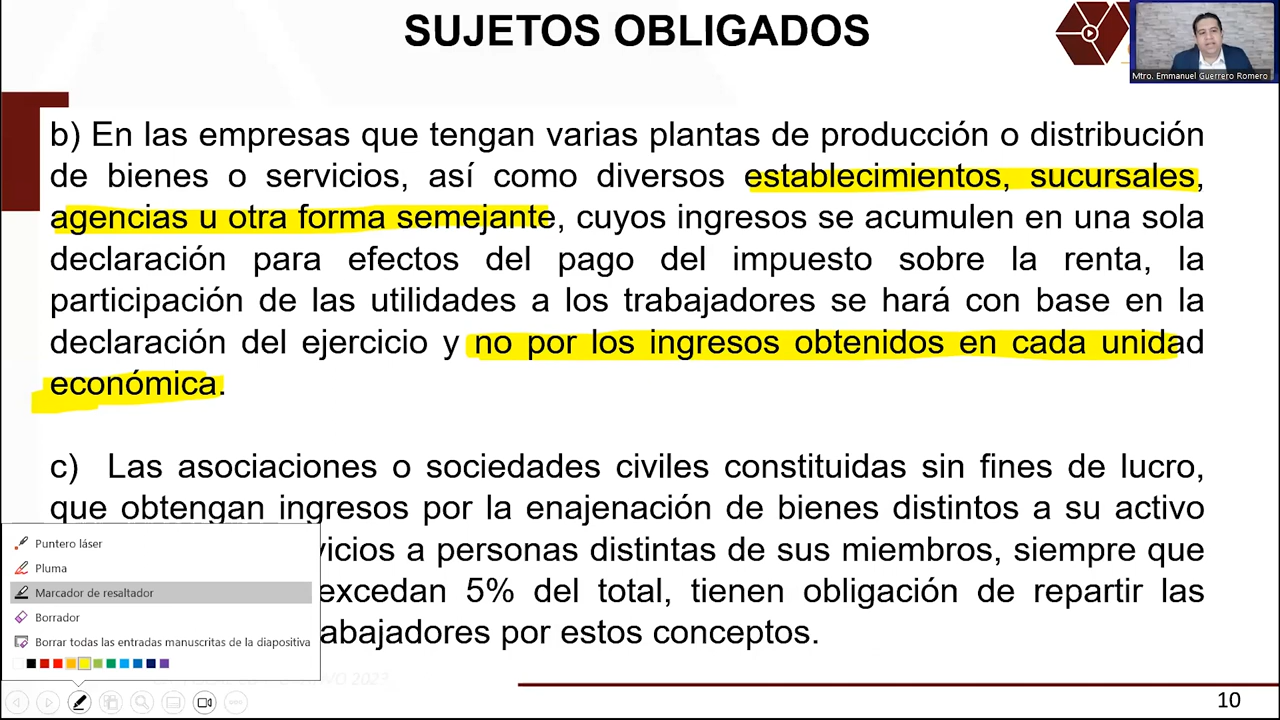 SUJETOS OBLIGADOS
Mtro. Emmanuel Guerrero Romero
b) En las empresas que tengan varias plantas de producción o distribución
de bienes o servicios, así como diversos establecimientos, sucursales,
agencias u otra forma semejante, cuyos ingresos se acumulen en una sola
declaración para efectos del pago del impuesto sobre la renta, la
participación de las utilidades a los trabajadores se hará con base en la
declaración del ejercicio y no por los ingresos obtenidos en cada unidad
económica.
c) Las asociaciones o sociedades civiles constituidas sin fines de lucro,
que obtengan ingresos por la enajenación de bienes distintos a su activo
vicios a personas distintas de sus miembros, siempre que
excedan 5% del total, tienen obligación de repartir las
abajadores por estos conceptos.
Puntero láser
Pluma
Marcador de resaltador
Borrador
Borrar todas las entradas manuscritas de la diapositiva
10